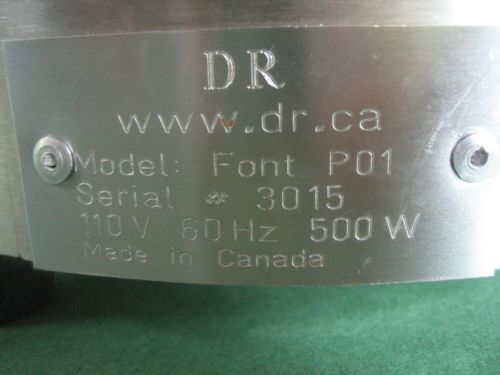 DR
www.dr.ca
Model: Font P01
Serial # 3015
110 V 60 Hz 500 W
Made in Canada